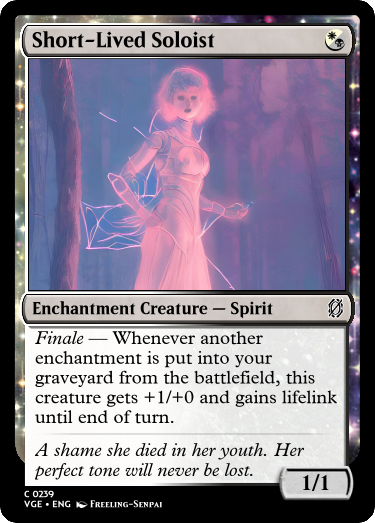 Short-Lived Soloist
Enchantment Creature — Spirit
Finale — Whenever another
enchantment is put into your
graveyard from the battlefield, this
creature gets +1/+0 and gains lifelink
until end of turn.
A shame she died in her youth. Her
perfect tone will never be lost.
1/1
C 0239
VGE • ENG Freeling-Senpai